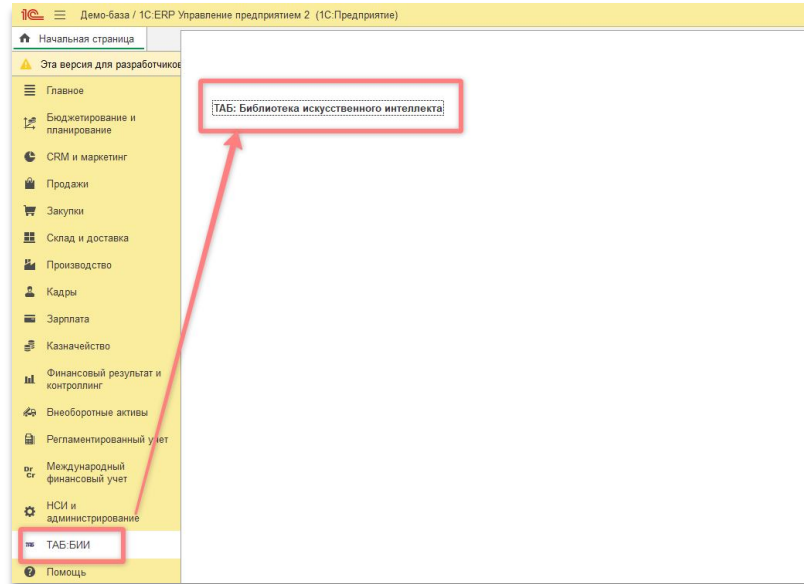 1С Демо-база / 1С:ERP Управление предприятием 2 (1С:Предприятие)
Начальная страница
Эта версия для разработчиков
ТАБ: Библиотека искусственного интеллекта
Главное
Бюджетирование и
планирование
CRM и маркетинг
Продажи
Закупки
Склад и доставка
Производство
Кадры
Зарплата
Казначейство
Финансовый результат и
контроллинг
Внеоборотные активы
Регламентированный учет
Dr
Cr
Международный
финансовый учет
НСИ и
администрирование
ТАБ:БИИ
Помощь